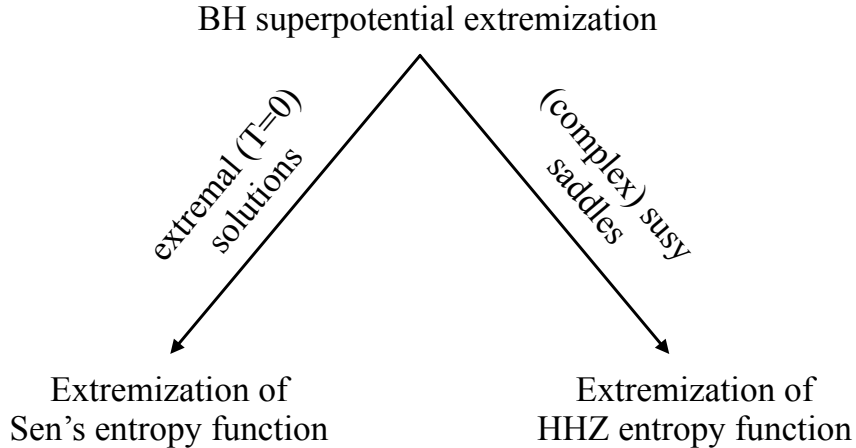 BH superpotential extremization
extremal (T=0)
solutions
(complex) susy
saddles
Extremization of
Sen's entropy function
Extremization of
HHZ entropy function